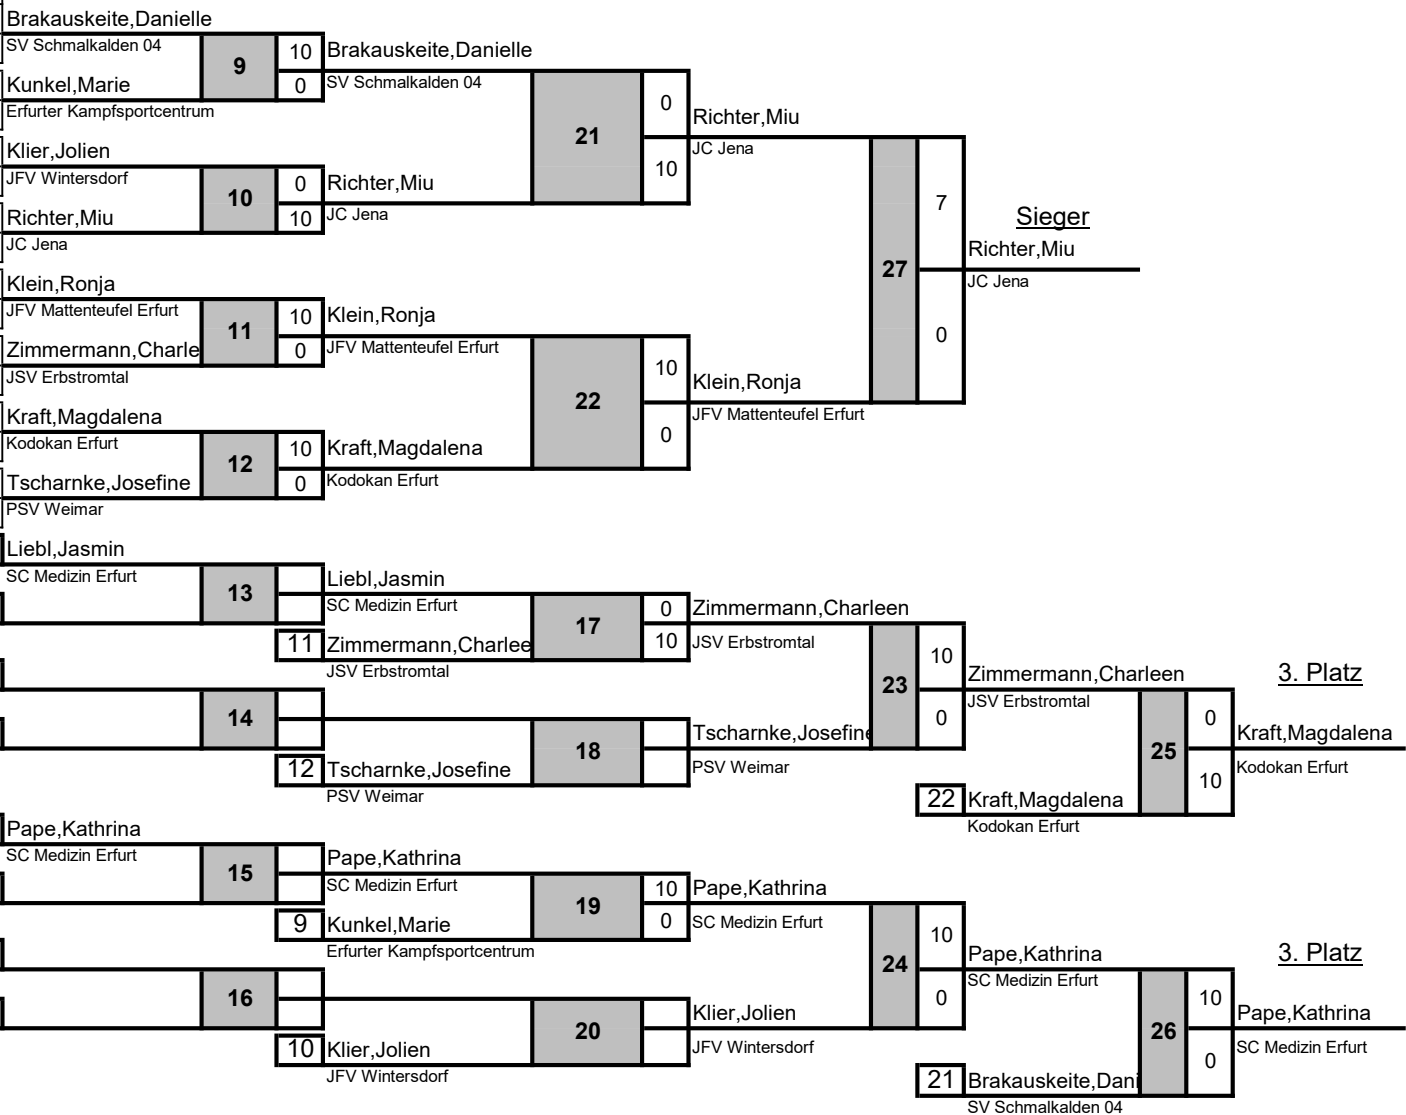 Brakauskeite,Danielle
SV Schmalkalden 04
9
10
0
Brakauskeite,Danielle
SV Schmalkalden 04
Kunkel,Marie
Erfurter Kampfsportcentrum
21
0
10
Richter,Miu
JC Jena
Klier,Jolien
JFV Wintersdorf
10
0
10
Richter,Miu
JC Jena
Richter,Miu
JC Jena
27
7
0
Sieger
Richter,Miu
JC Jena
Klein,Ronja
JFV Mattenteufel Erfurt
11
10
0
Klein,Ronja
JFV Mattenteufel Erfurt
Zimmermann,Charle
JSV Erbstromtal
22
10
0
Klein,Ronja
JFV Mattenteufel Erfurt
Kraft,Magdalena
Kodokan Erfurt
12
10
0
Kraft,Magdalena
Kodokan Erfurt
Tscharnke,Josefine
PSV Weimar
Liebl,Jasmin
SC Medizin Erfurt
13
Liebl,Jasmin
SC Medizin Erfurt
17
0
10
Zimmermann,Charleen
JSV Erbstromtal
11
Zimmermann,Charlee
JSV Erbstromtal
23
10
0
Zimmermann,Charleen
JSV Erbstromtal
3. Platz
14
18
Tscharnke,Josefine
PSV Weimar
12
Tscharnke,Josefine
PSV Weimar
25
0
10
Kraft,Magdalena
Kodokan Erfurt
22
Kraft,Magdalena
Kodokan Erfurt
Pape,Kathrina
SC Medizin Erfurt
15
Pape,Kathrina
SC Medizin Erfurt
19
10
0
Pape,Kathrina
SC Medizin Erfurt
9
Kunkel,Marie
Erfurter Kampfsportcentrum
24
10
0
Pape,Kathrina
SC Medizin Erfurt
3. Platz
16
20
Klier,Jolien
JFV Wintersdorf
10
Klier,Jolien
JFV Wintersdorf
26
10
0
Pape,Kathrina
SC Medizin Erfurt
21
Brakauskeite,Dani
SV Schmalkalden 04